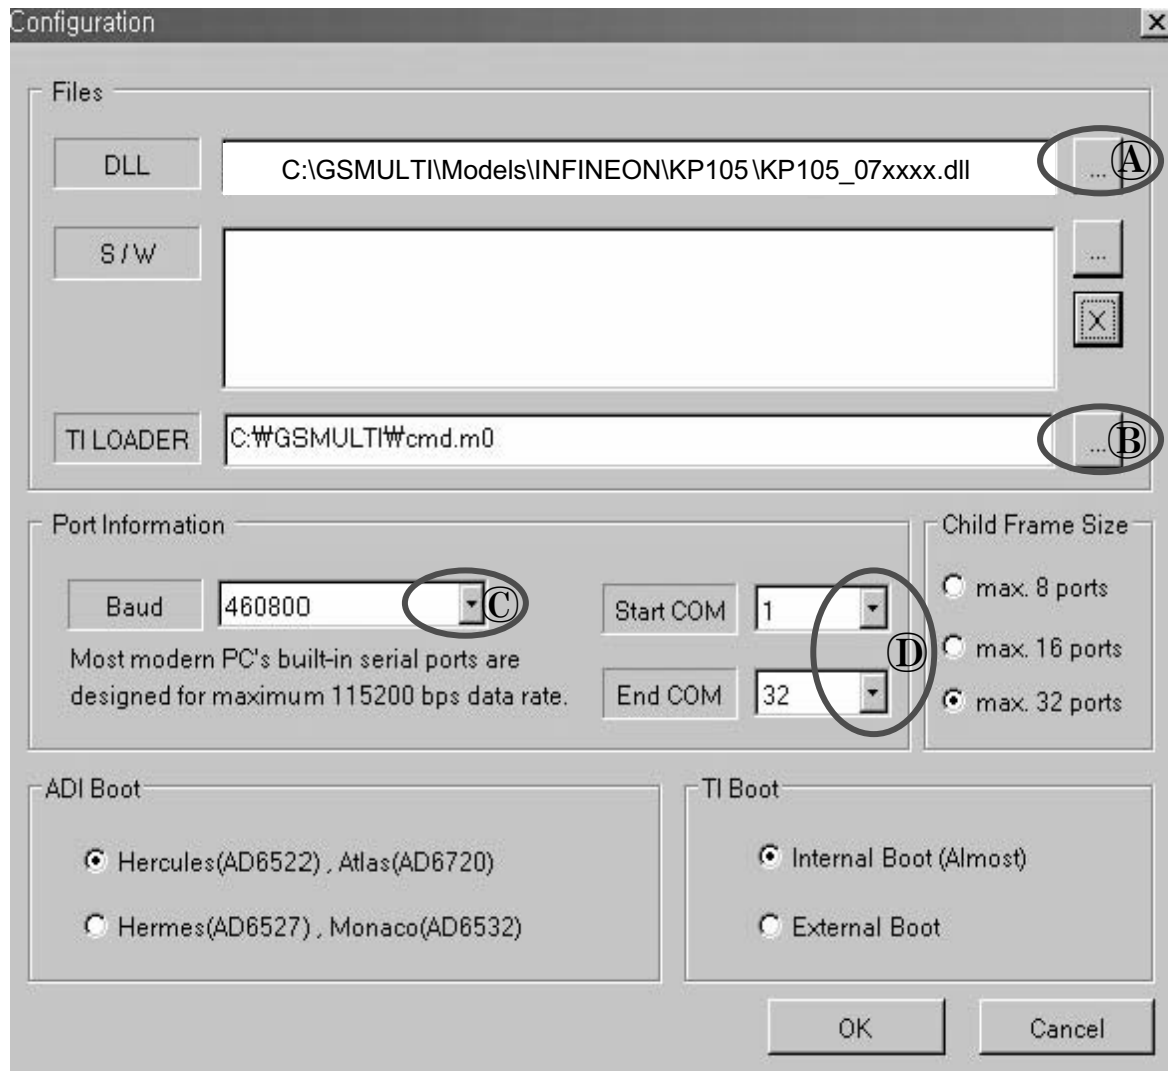 Configuration
Files
DLL
C:\GSMULTI\Models\INFINEON\KP105\KP105_07xxxx.dll
... Ⓐ
S/W
...
X
TI LOADER
C:₩GSMULTI₩cmd.m0
... Ⓑ
Port Information
Baud
460800
Ⓒ
Most modern PC's built-in serial ports are
designed for maximum 115200 bps data rate.
Start COM
1
End COM
32
Ⓓ
Child Frame Size
max. 8 ports
max. 16 ports
max. 32 ports
ADI Boot
Hercules(AD6522) , Atlas(AD6720)
Hermes(AD6527) , Monaco(AD6532)
TI Boot
Internal Boot (Almost)
External Boot
OK
Cancel